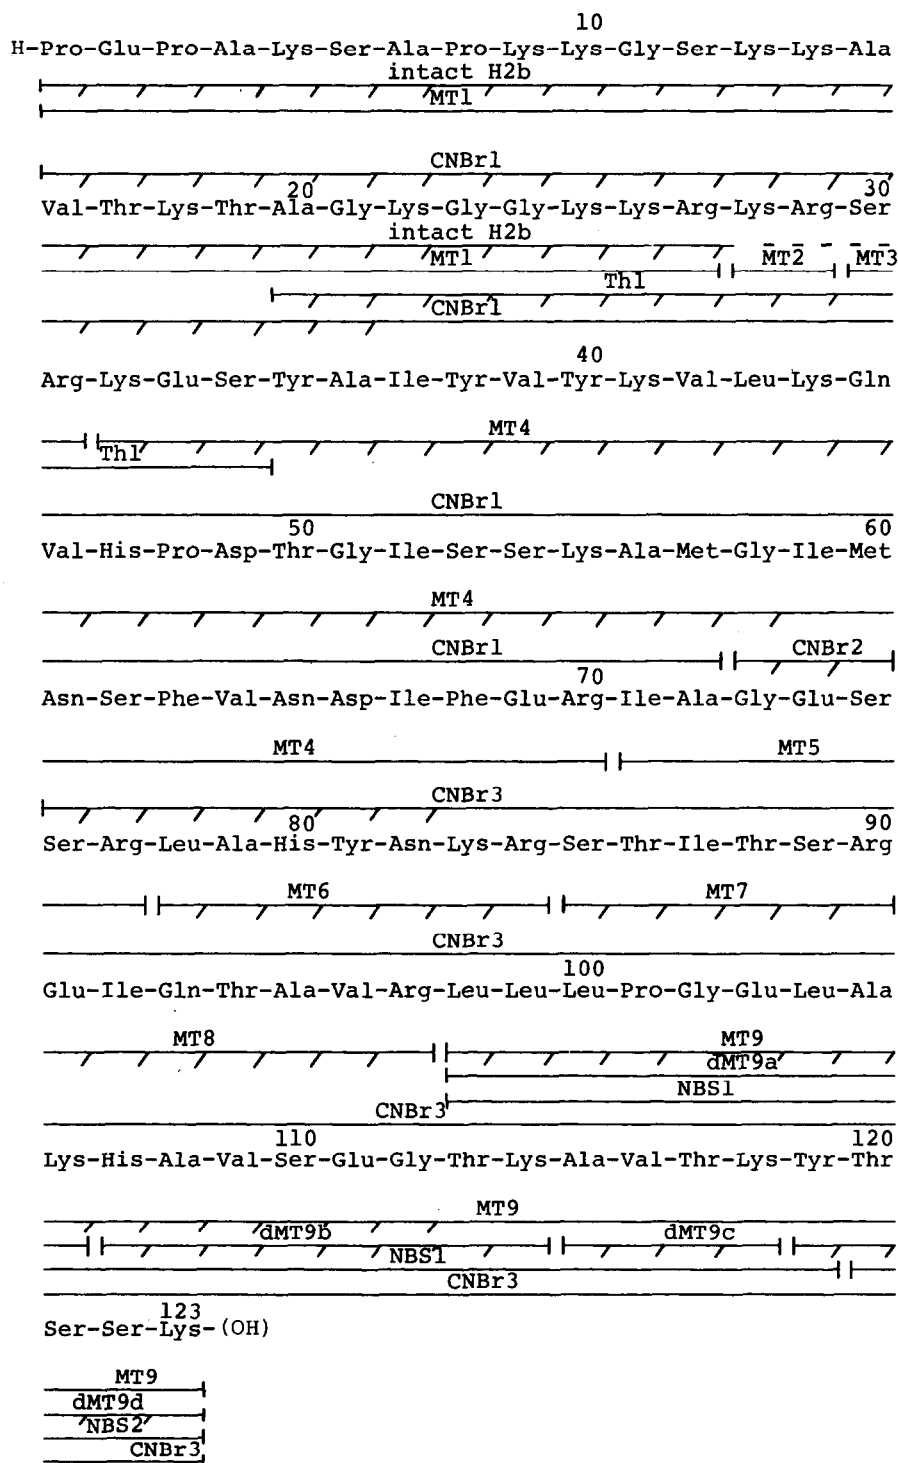 10
H-Pro-Glu-Pro-Ala-Lys-Ser-Ala-Pro-Lys-Lys-Gly-Ser-Lys-Lys-Ala
intact H2b
MT1
CNBr1
20 30
Val-Thr-Lys-Thr-Ala-Gly-Lys-Gly-Gly-Lys-Lys-Arg-Lys-Arg-Ser
intact H2b
MT1 MT2 MT3
Th1
CNBr1
40
Arg-Lys-Glu-Ser-Tyr-Ala-Ile-Tyr-Val-Tyr-Lys-Val-Leu-Lys-Gln
MT4
Th1
CNBr1
50 60
Val-His-Pro-Asp-Thr-Gly-Ile-Ser-Ser-Lys-Ala-Met-Gly-Ile-Met
MT4
CNBr1 CNBr2
70
Asn-Ser-Phe-Val-Asn-Asp-Ile-Phe-Glu-Arg-Ile-Ala-Gly-Glu-Ser
MT4 MT5
CNBr3
80 90
Ser-Arg-Leu-Ala-His-Tyr-Asn-Lys-Arg-Ser-Thr-Ile-Thr-Ser-Arg
MT6 MT7
CNBr3
100
Glu-Ile-Gln-Thr-Ala-Val-Arg-Leu-Leu-Leu-Pro-Gly-Glu-Leu-Ala
MT8 MT9
dMT9a
NBS1
CNBr3
110 120
Lys-His-Ala-Val-Ser-Glu-Gly-Thr-Lys-Ala-Val-Thr-Lys-Tyr-Thr
MT9
dMT9b dMT9c
NBS1
CNBr3
123
Ser-Ser-Lys-(OH)
MT9
dMT9d
NBS2
CNBr3